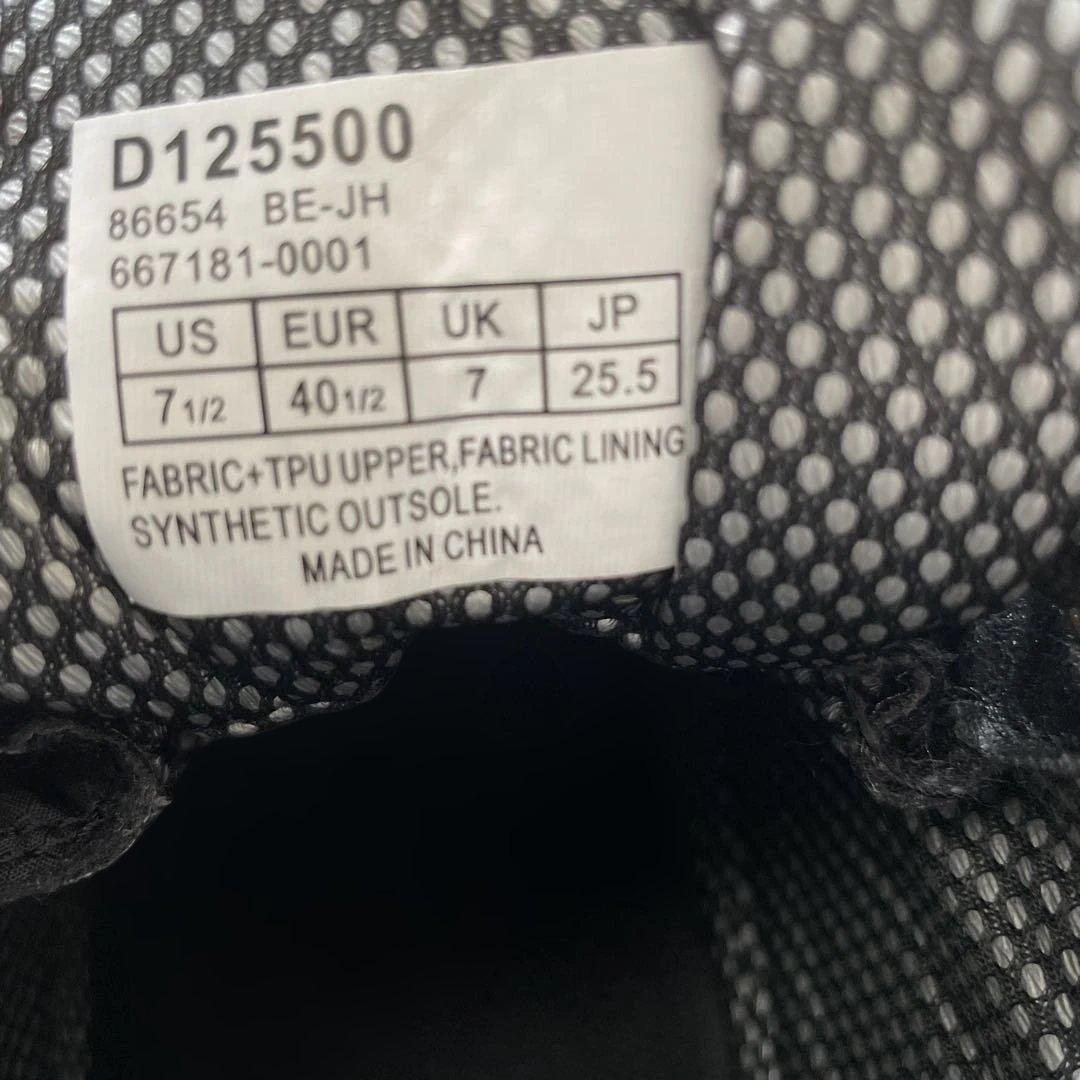 D125500
86654 BE-JH
667181-0001
US EUR UK JP
7 1/2 40 1/2 7 25.5
FABRIC+TPU UPPER,FABRIC LINING
SYNTHETIC OUTSOLE.
MADE IN CHINA